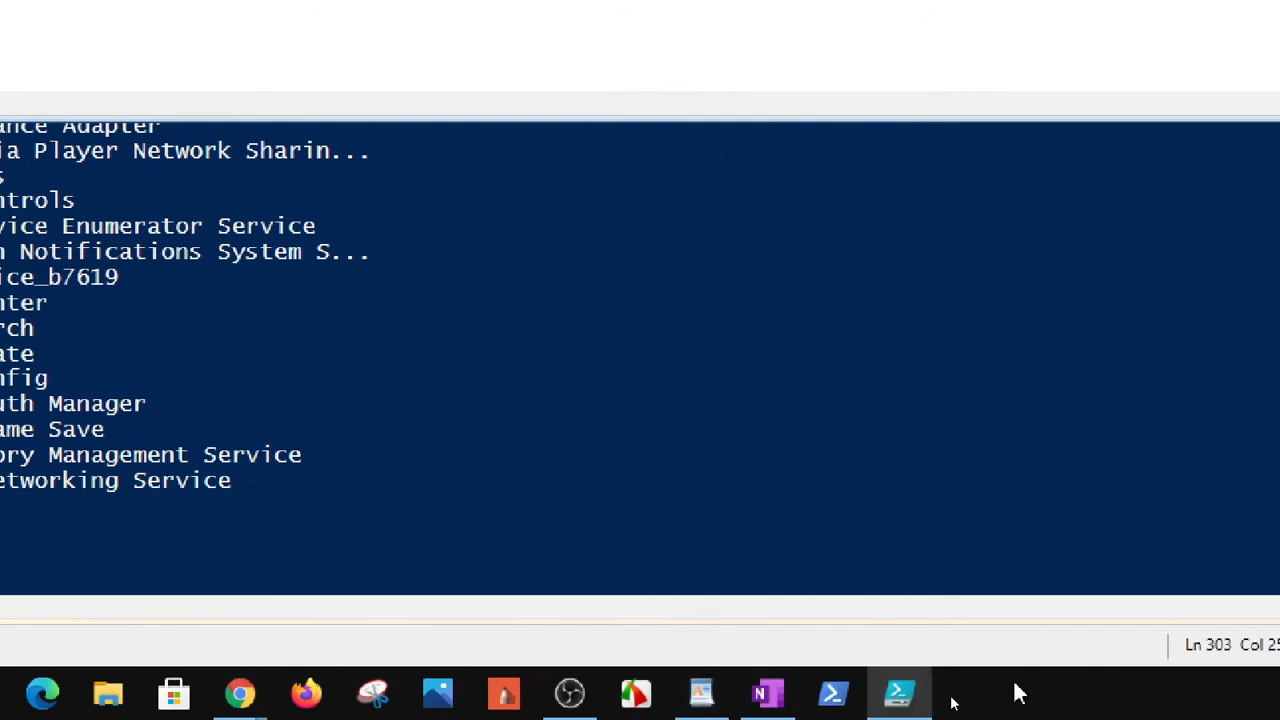 ance Adapter
ia Player Network Sharin...
s
ntrols
vice Enumerator Service
n Notifications System S...
ice_b7619
nter
rch
ate
nfig
uth Manager
ame Save
ory Management Service
etworking Service
Ln 303 Col 25